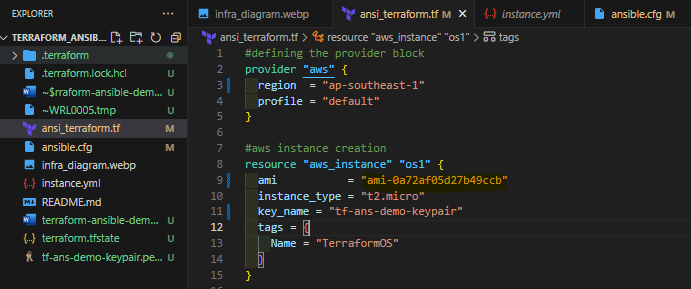 EXPLORER
TERRAFORM_ANSIB...
.terraform
.terraform.lock.hcl U
~$rraform-ansible-dem... U
~WRL0005.tmp U
ansi_terraform.tf M
ansible.cfg M
infra_diagram.webp
instance.yml
README.md
terraform-ansible-dem... U
terraform.tfstate U
tf-ans-demo-keypair.pe... U
infra_diagram.webp ansi_terraform.tf M instance.yml ansible.cfg M
ansi_terraform.tf > resource "aws_instance" "os1" > tags
1 #defining the provider block
2 provider "aws" {
3 region = "ap-southeast-1"
4 profile = "default"
5 }
6
7 #aws instance creation
8 resource "aws_instance" "os1" {
9 ami = "ami-0a72af05d27b49ccb"
10 instance_type = "t2.micro"
11 key_name = "tf-ans-demo-keypair"
12 tags = {
13 Name = "TerraformOS"
14 }
15 }